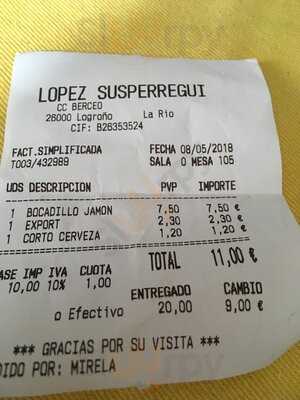 LOPEZ SUSPERREGUI
CC BERCEO
26000 Logroño La Rio
CIF: B26353524
FACT.SIMPLIFICADA FECHA 08/05/2018
T003/432989 SALA 0 MESA 105
UDS DESCRIPCION PVP IMPORTE
1 BOCADILLO JAMON 7,50 7,50 €
1 EXPORT 2,30 2,30 €
1 CORTO CERVEZA 1,20 1,20 €
TOTAL 11,00 €
ASE IMP IVA CUOTA
10,00 10% 1,00
ENTREGADO CAMBIO
o Efectivo 20,00 9,00 €
*** GRACIAS POR SU VISITA ***
DIDO POR: MIRELA